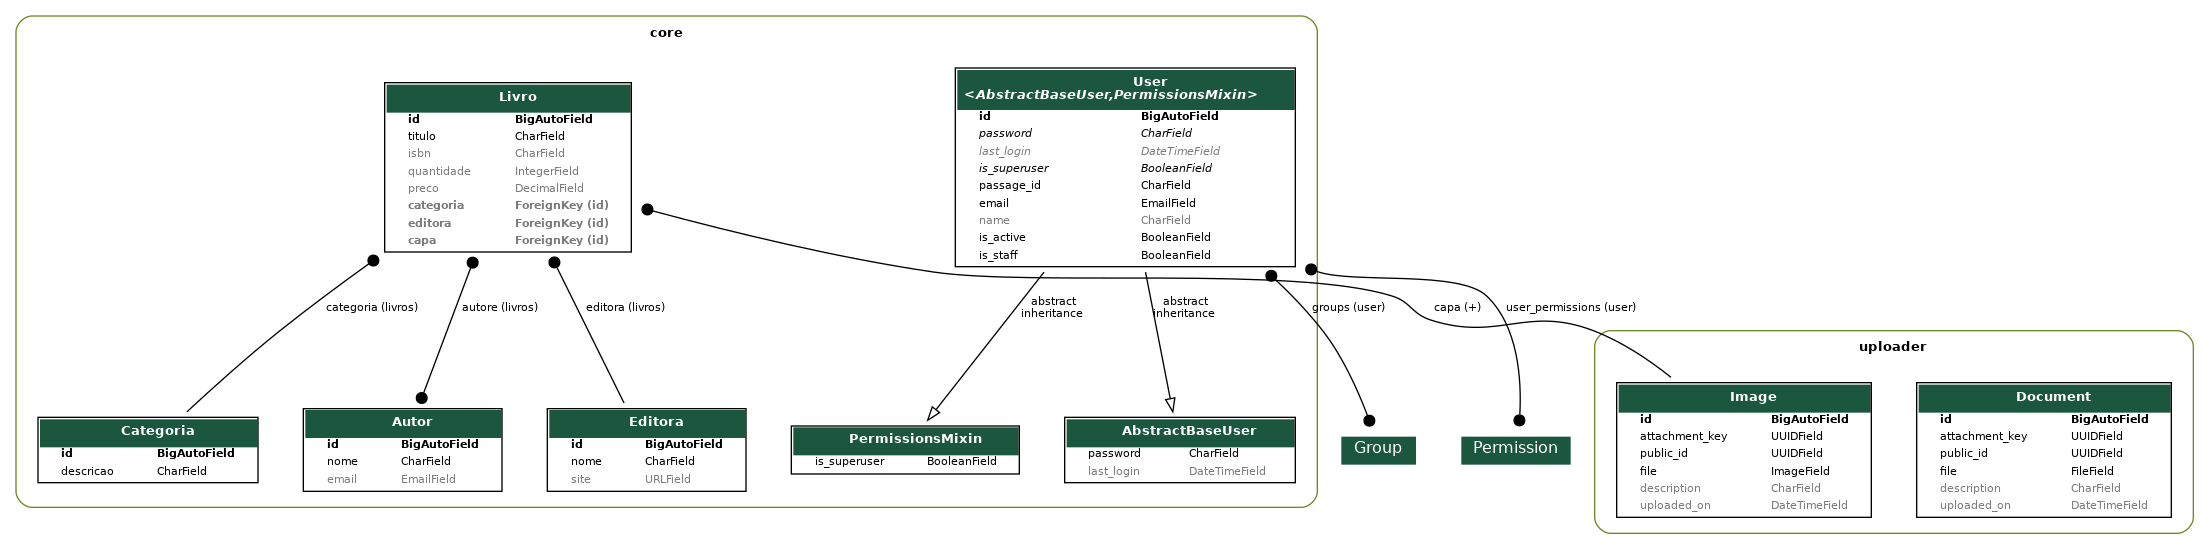 core
Livro
id BigAutoField
titulo CharField
isbn CharField
quantidade IntegerField
preco DecimalField
categoria ForeignKey (id)
editora ForeignKey (id)
capa ForeignKey (id)
User
<AbstractBaseUser,PermissionsMixin>
id BigAutoField
password CharField
last_login DateTimeField
is_superuser BooleanField
passage_id CharField
email EmailField
name CharField
is_active BooleanField
is_staff BooleanField
categoria (livros)
autore (livros)
editora (livros)
abstract
inheritance
abstract
inheritance
groups (user)
capa (+)
user_permissions (user)
Categoria
id BigAutoField
descricao CharField
Autor
id BigAutoField
nome CharField
email EmailField
Editora
id BigAutoField
nome CharField
site URLField
PermissionsMixin
is_superuser BooleanField
AbstractBaseUser
password CharField
last_login DateTimeField
Group
Permission
uploader
Image
id BigAutoField
attachment_key UUIDField
public_id UUIDField
file ImageField
description CharField
uploaded_on DateTimeField
Document
id BigAutoField
attachment_key UUIDField
public_id UUIDField
file FileField
description CharField
uploaded_on DateTimeField